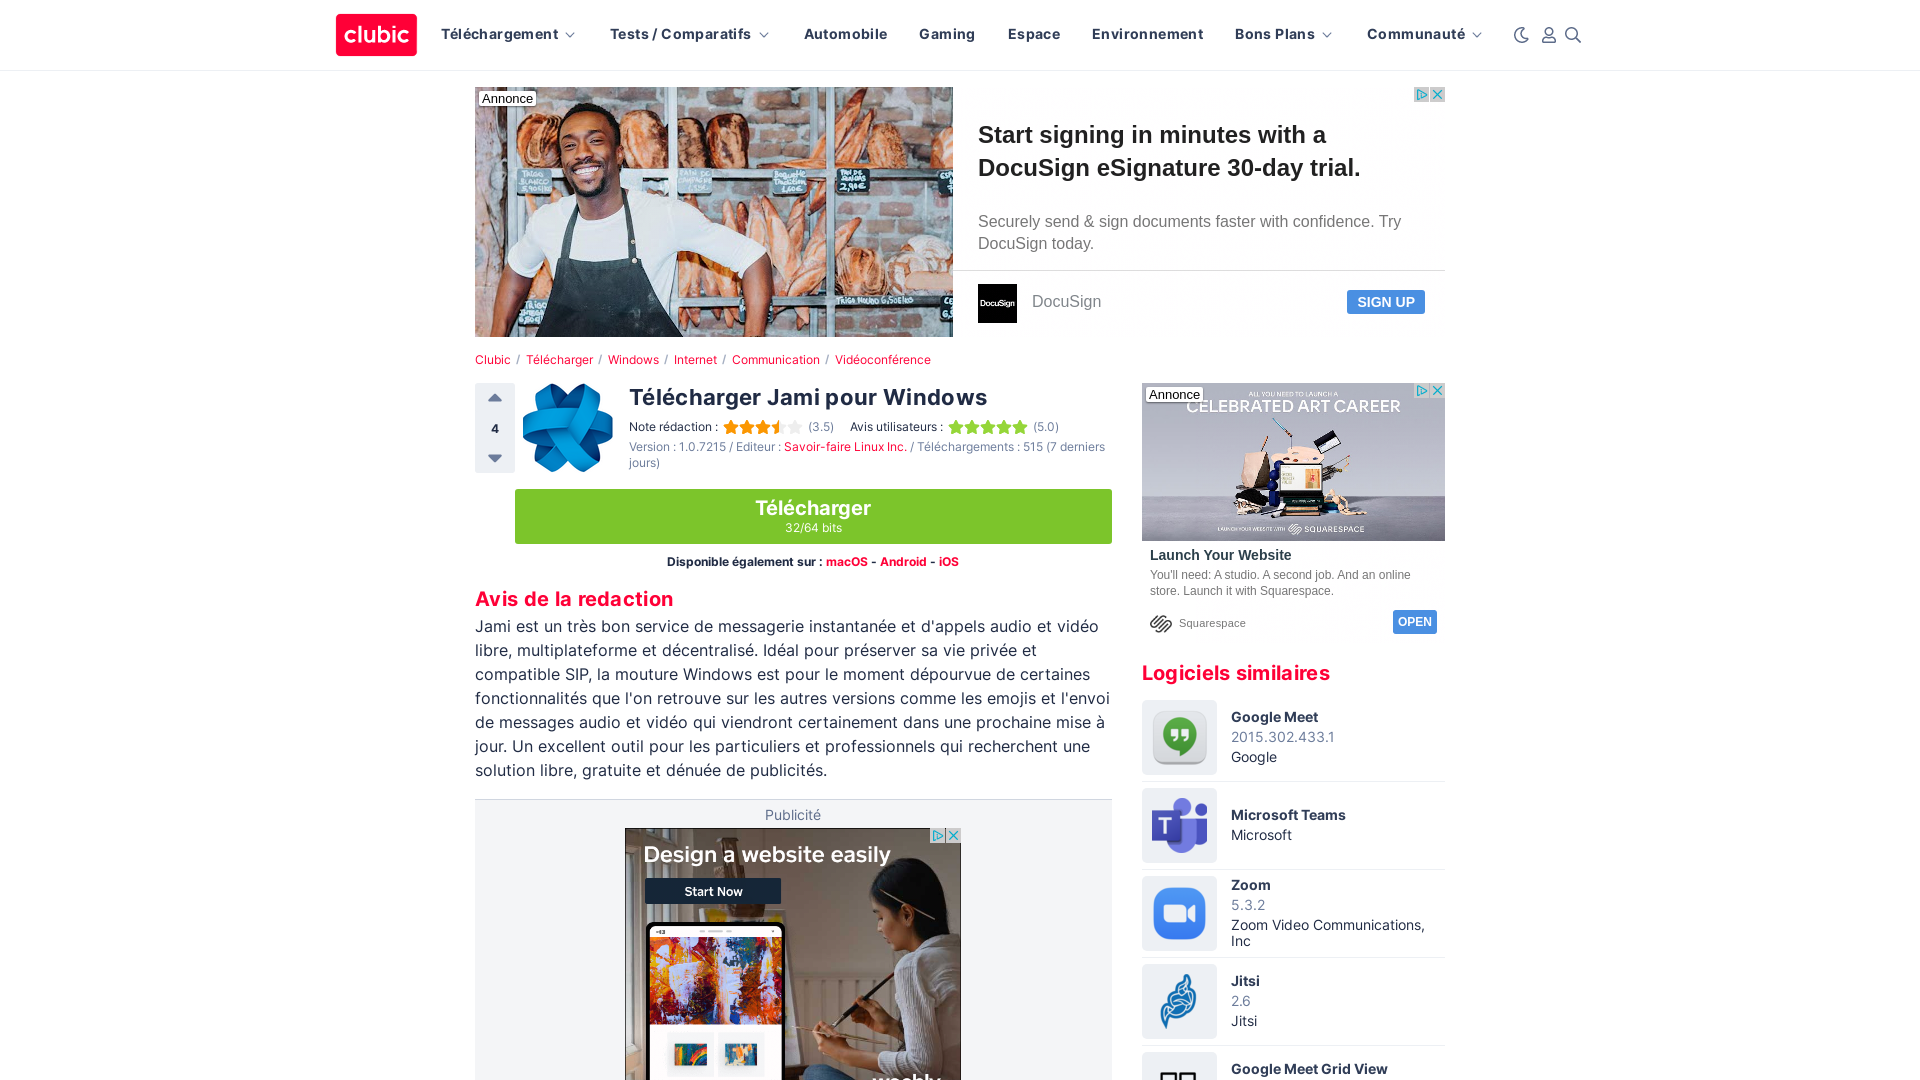 clubic
Téléchargement
Tests / Comparatifs
Automobile
Gaming
Espace
Environnement
Bons Plans
Communauté
Annonce
Start signing in minutes with a
DocuSign eSignature 30-day trial.
Securely send & sign documents faster with confidence. Try
DocuSign today.
DocuSign
DocuSign
SIGN UP
Clubic / Télécharger / Windows / Internet / Communication / Vidéoconférence
4
Télécharger Jami pour Windows
Note rédaction : (3.5) Avis utilisateurs : (5.0)
Version : 1.0.7215 / Editeur : Savoir-faire Linux Inc. / Téléchargements : 515 (7 derniers
jours)
Télécharger
32/64 bits
Disponible également sur : macOS - Android - iOS
Avis de la redaction
Jami est un très bon service de messagerie instantanée et d'appels audio et vidéo
libre, multiplateforme et décentralisé. Idéal pour préserver sa vie privée et
compatible SIP, la mouture Windows est pour le moment dépourvue de certaines
fonctionnalités que l'on retrouve sur les autres versions comme les emojis et l'envoi
de messages audio et vidéo qui viendront certainement dans une prochaine mise à
jour. Un excellent outil pour les particuliers et professionnels qui recherchent une
solution libre, gratuite et dénuée de publicités.
Publicité
Design a website easily
Start Now
Annonce
ALL YOU NEED TO LAUNCH A
CELEBRATED ART CAREER
LAUNCH YOUR WEBSITE WITH SQUARESPACE
Launch Your Website
You'll need: A studio. A second job. And an online
store. Launch it with Squarespace.
Squarespace
OPEN
Logiciels similaires
Google Meet
2015.302.433.1
Google
Microsoft Teams
Microsoft
Zoom
5.3.2
Zoom Video Communications,
Inc
Jitsi
2.6
Jitsi
Google Meet Grid View